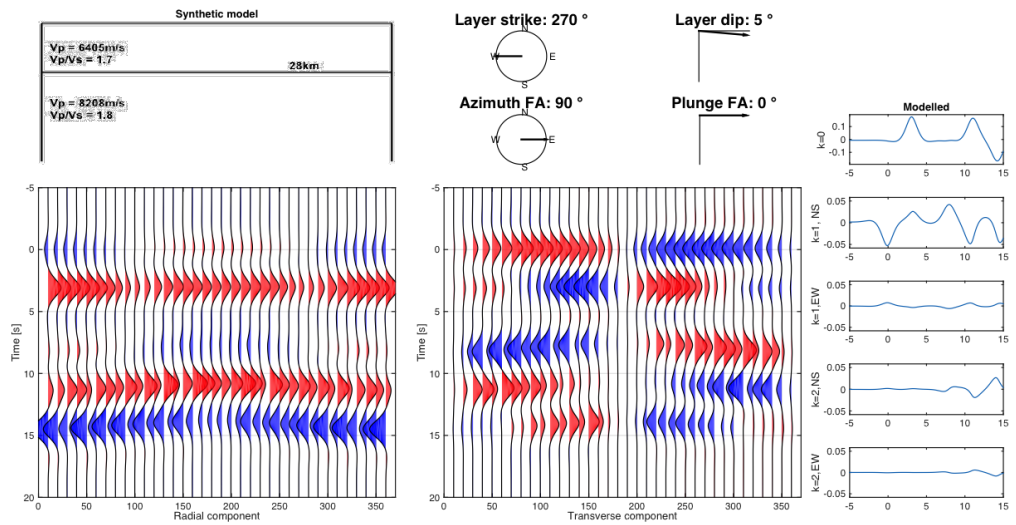 Synthetic model
Vp = 6405m/s
Vp/Vs = 1.7
28km
Vp = 8208m/s
Vp/Vs = 1.8
Layer strike: 270 °
N
W
E
S
Layer dip: 5 °
Azimuth FA: 90 °
N
W
E
S
Plunge FA: 0 °
-5
0
5
10
15
20
Time [s]
0 50 100 150 200 250 300 350
Radial component
-5
0
5
10
15
20
Time [s]
0 50 100 150 200 250 300 350
Transverse component
Modelled
k=0
0.1
0
-0.1
-5 0 5 10 15
k=1, NS
0.05
0
-0.05
-5 0 5 10 15
k=1,EW
0.05
0
-0.05
-5 0 5 10 15
k=2,NS
0.05
0
-0.05
-5 0 5 10 15
k=2,EW
0.05
0
-0.05
-5 0 5 10 15